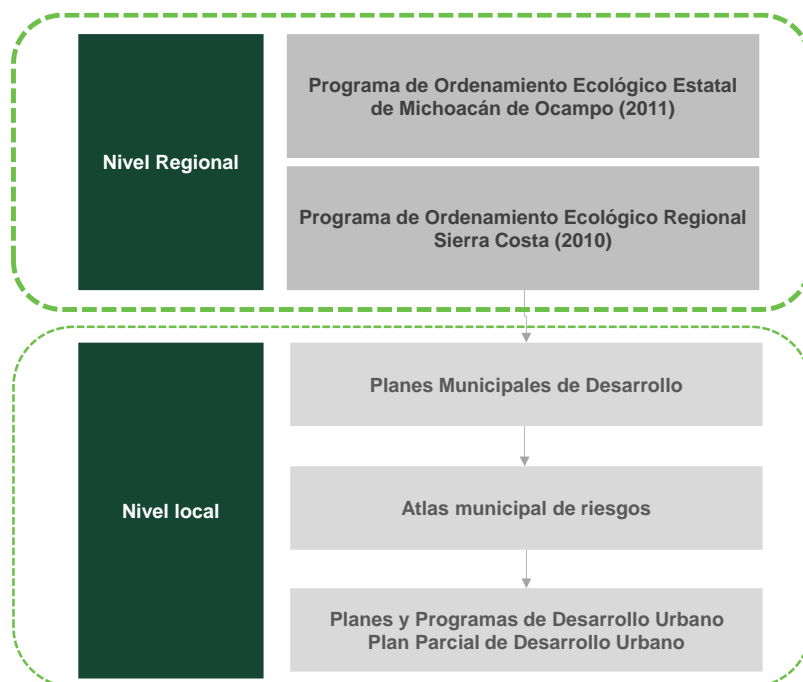 Nivel Regional
Programa de Ordenamiento Ecológico Estatal
de Michoacán de Ocampo (2011)
Programa de Ordenamiento Ecológico Regional
Sierra Costa (2010)
Nivel local
Planes Municipales de Desarrollo
Atlas municipal de riesgos
Planes y Programas de Desarrollo Urbano
Plan Parcial de Desarrollo Urbano